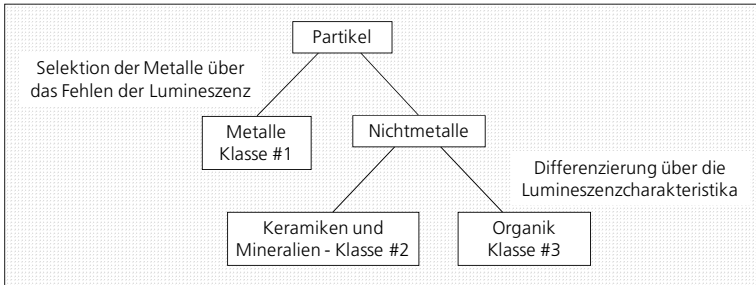 Partikel
Selektion der Metalle über
das Fehlen der Lumineszenz
Metalle
Klasse #1
Nichtmetalle
Differenzierung über die
Lumineszenzcharakteristika
Keramiken und
Mineralien - Klasse #2
Organik
Klasse #3